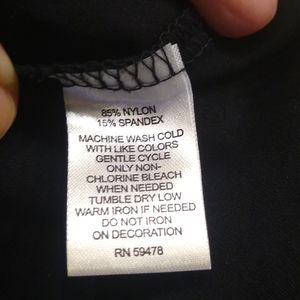 85% NYLON
15% SPANDEX
MACHINE WASH COLD
WITH LIKE COLORS
GENTLE CYCLE
ONLY NON-
CHLORINE BLEACH
WHEN NEEDED
TUMBLE DRY LOW
WARM IRON IF NEEDED
DO NOT IRON
ON DECORATION
RN 59478